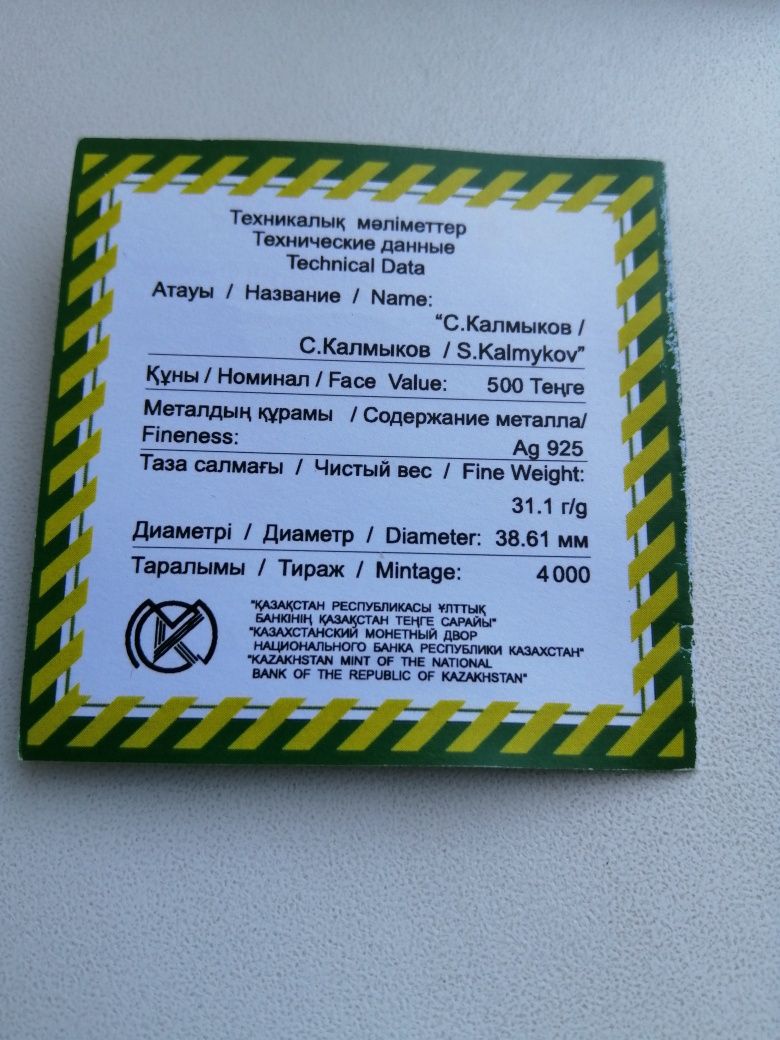 Техникалық мәліметтер
Технические данные
Technical Data
Атауы / Название / Name:
“С.Калмыков /
С.Калмыков / S.Kalmykov”
Құны / Номинал / Face Value: 500 Теңге
Металдың құрамы / Содержание металла/
Fineness: Ag 925
Таза салмағы / Чистый вес / Fine Weight:
31.1 г/g
Диаметрі / Диаметр / Diameter: 38.61 мм
Таралымы / Тираж / Mintage: 4 000
"ҚАЗАҚСТАН РЕСПУБЛИКАСЫ ҰЛТТЫҚ
БАНКІНІҢ ҚАЗАҚСТАН ТЕҢГЕ САРАЙЫ"
"КАЗАХСТАНСКИЙ МОНЕТНЫЙ ДВОР
НАЦИОНАЛЬНОГО БАНКА РЕСПУБЛИКИ КАЗАХСТАН"
"KAZAKHSTAN MINT OF THE NATIONAL
BANK OF THE REPUBLIC OF KAZAKHSTAN"